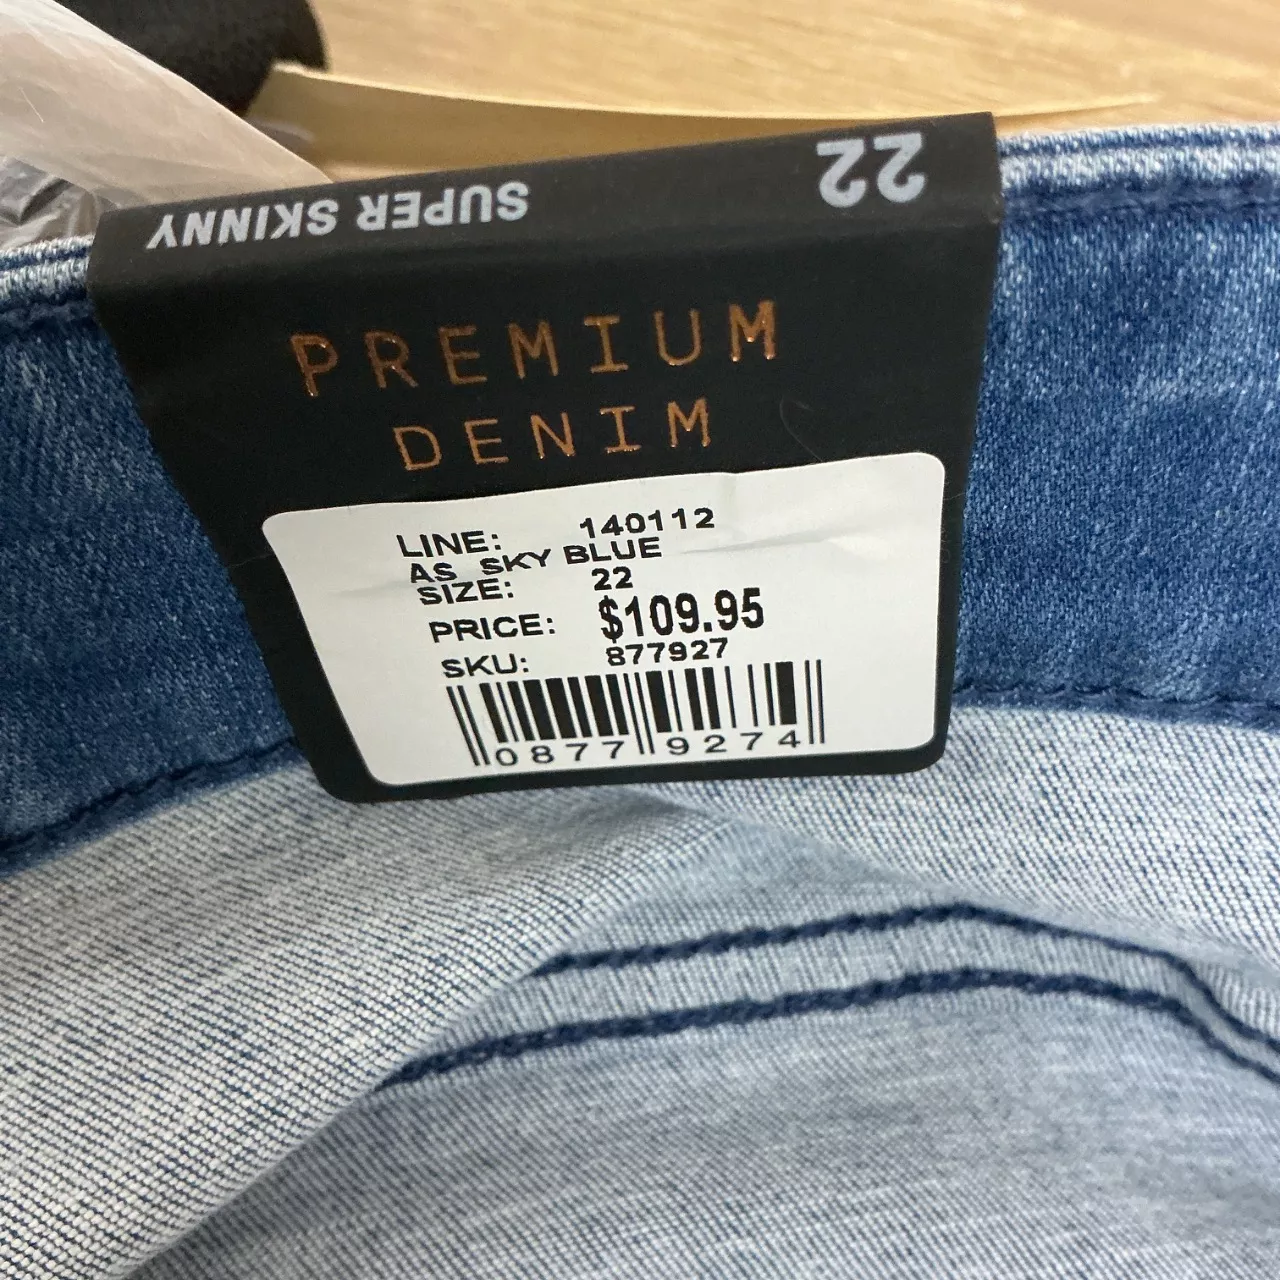 SUPER SKINNY 22
PREMIUM
DENIM
LINE: 140112
AS SKY BLUE
SIZE: 22
PRICE: $109.95
SKU: 877927
0877 9274